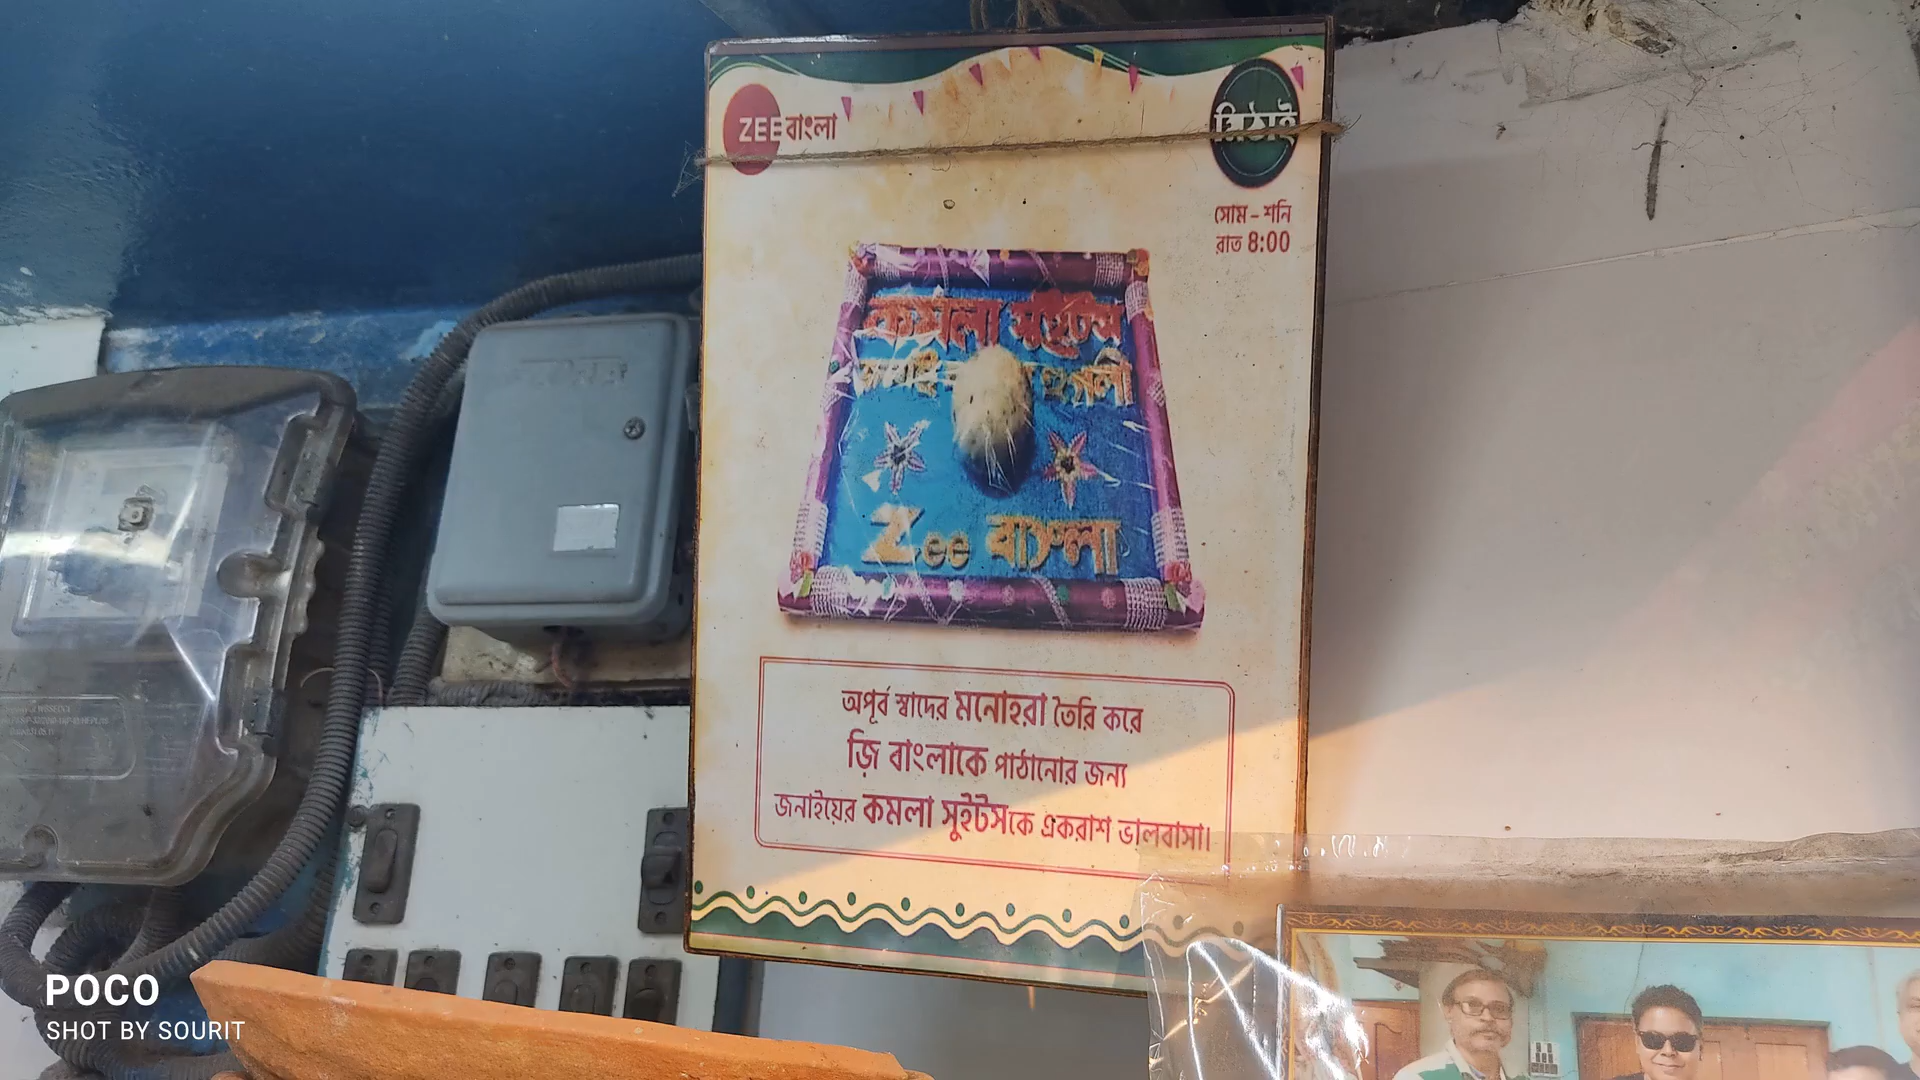 ZEE বাংলা
মিঠাই
সোম – শনি
রাত 8:00
কমলা সুইটস
হুগলী
Zee বাংলা
অপূর্ব স্বাদের মনোহরা তৈরি করে
জ়ি বাংলাকে পাঠানোর জন্য
জনাইয়ের কমলা সুইটসকে একরাশ ভালবাসা।
POCO
SHOT BY SOURIT